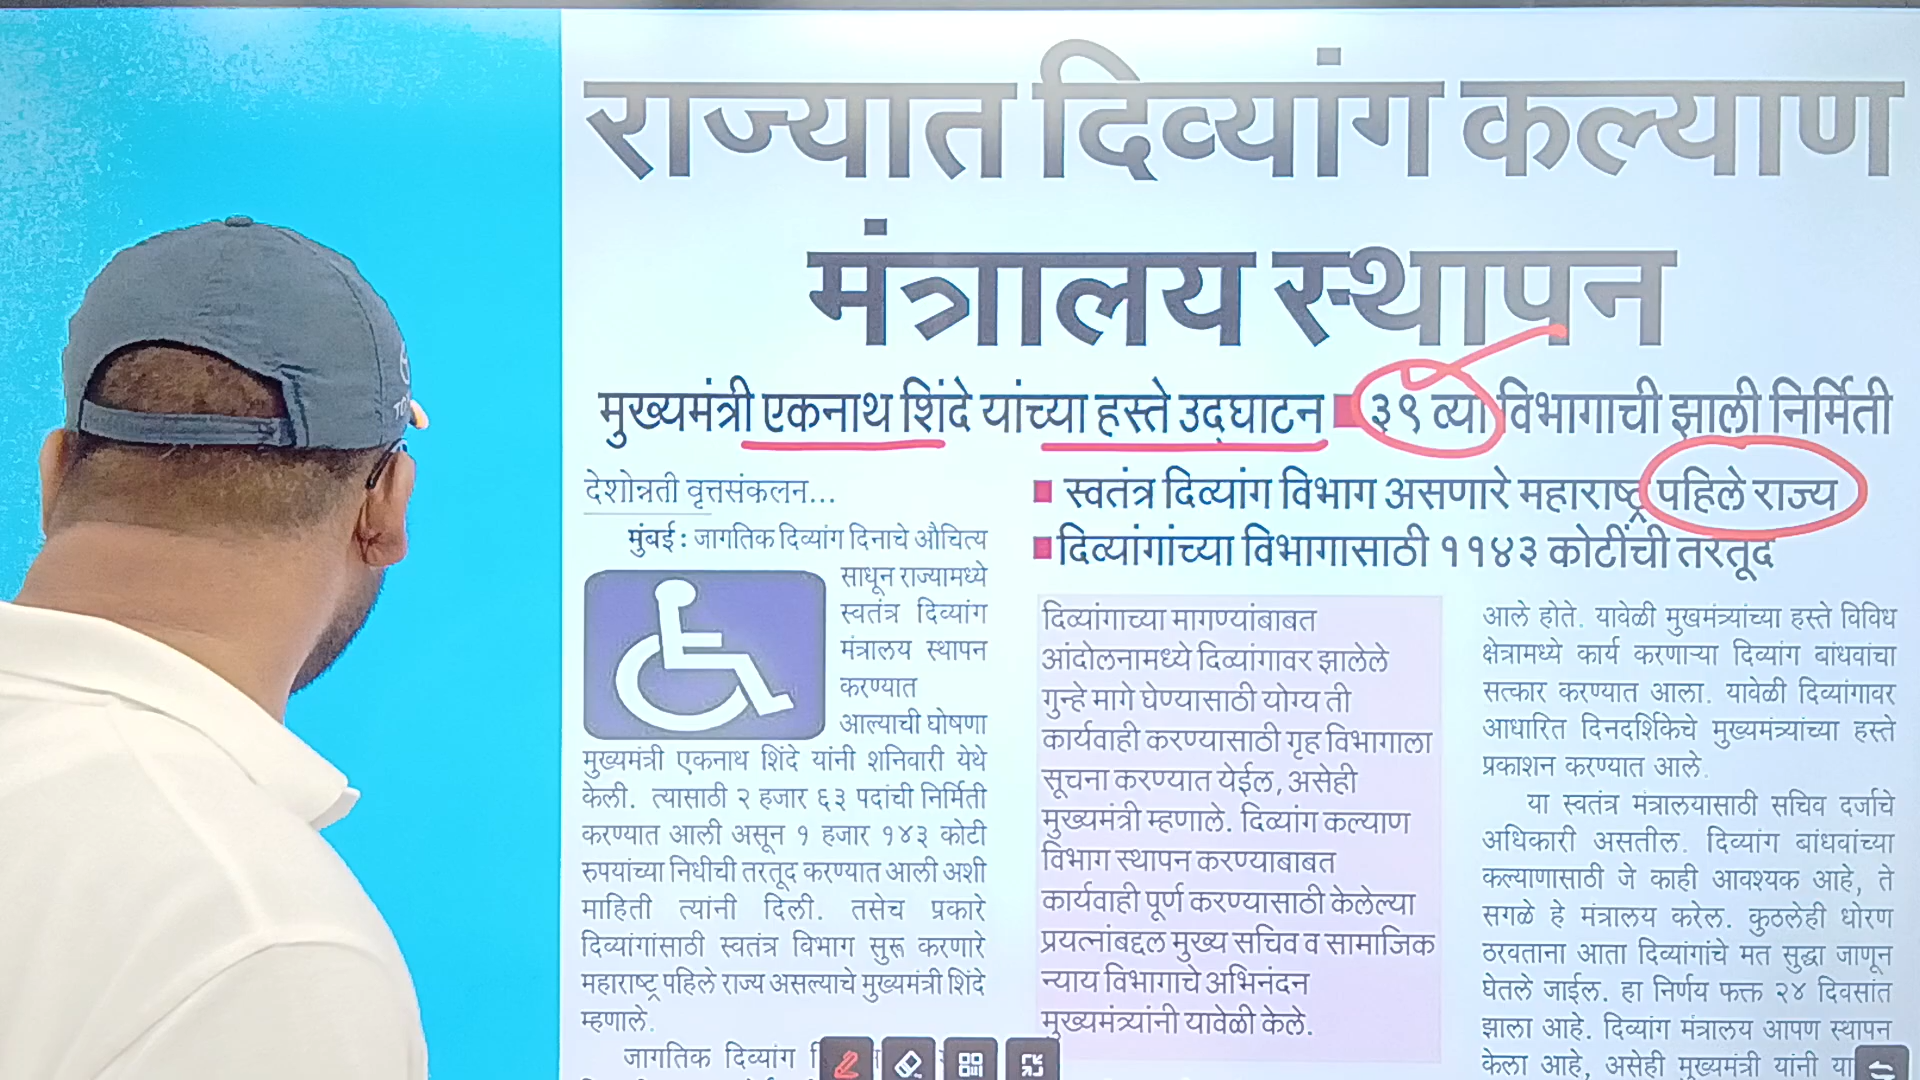 राज्यात दिव्यांग कल्याण
मंत्रालय स्थापन
मुख्यमंत्री एकनाथ शिंदे यांच्या हस्ते उद्‌घाटन ■ ३९ व्या विभागाची झाली निर्मिती
■ स्वतंत्र दिव्यांग विभाग असणारे महाराष्ट्र पहिले राज्य
■ दिव्यांगांच्या विभागासाठी ११४३ कोटींची तरतूद
देशोन्नती वृत्तसंकलन...
मुंबई : जागतिक दिव्यांग दिनाचे औचित्य
साधून राज्यामध्ये
स्वतंत्र दिव्यांग
मंत्रालय स्थापन
करण्यात
आल्याची घोषणा
मुख्यमंत्री एकनाथ शिंदे यांनी शनिवारी येथे
केली. त्यासाठी २ हजार ६३ पदांची निर्मिती
करण्यात आली असून १ हजार १४३ कोटी
रुपयांच्या निधीची तरतूद करण्यात आली अशी
माहिती त्यांनी दिली. तसेच प्रकारे
दिव्यांगांसाठी स्वतंत्र विभाग सुरू करणारे
महाराष्ट्र पहिले राज्य असल्याचे मुख्यमंत्री शिंदे
म्हणाले.
जागतिक दिव्यांग
दिव्यांगाच्या मागण्यांबाबत
आंदोलनामध्ये दिव्यांगावर झालेले
गुन्हे मागे घेण्यासाठी योग्य ती
कार्यवाही करण्यासाठी गृह विभागाला
सूचना करण्यात येईल, असेही
मुख्यमंत्री म्हणाले. दिव्यांग कल्याण
विभाग स्थापन करण्याबाबत
कार्यवाही पूर्ण करण्यासाठी केलेल्या
प्रयत्नांबद्दल मुख्य सचिव व सामाजिक
न्याय विभागाचे अभिनंदन
मुख्यमंत्र्यांनी यावेळी केले.
आले होते. यावेळी मुखमंत्र्यांच्या हस्ते विविध
क्षेत्रामध्ये कार्य करणाऱ्या दिव्यांग बांधवांचा
सत्कार करण्यात आला. यावेळी दिव्यांगावर
आधारित दिनदर्शिकेचे मुख्यमंत्र्यांच्या हस्ते
प्रकाशन करण्यात आले.
या स्वतंत्र मंत्रालयासाठी सचिव दर्जाचे
अधिकारी असतील. दिव्यांग बांधवांच्या
कल्याणासाठी जे काही आवश्यक आहे, ते
सगळे हे मंत्रालय करेल. कुठलेही धोरण
ठरवताना आता दिव्यांगांचे मत सुद्धा जाणून
घेतले जाईल. हा निर्णय फक्त २४ दिवसांत
झाला आहे. दिव्यांग मंत्रालय आपण स्थापन
केला आहे, असेही मुख्यमंत्री यांनी